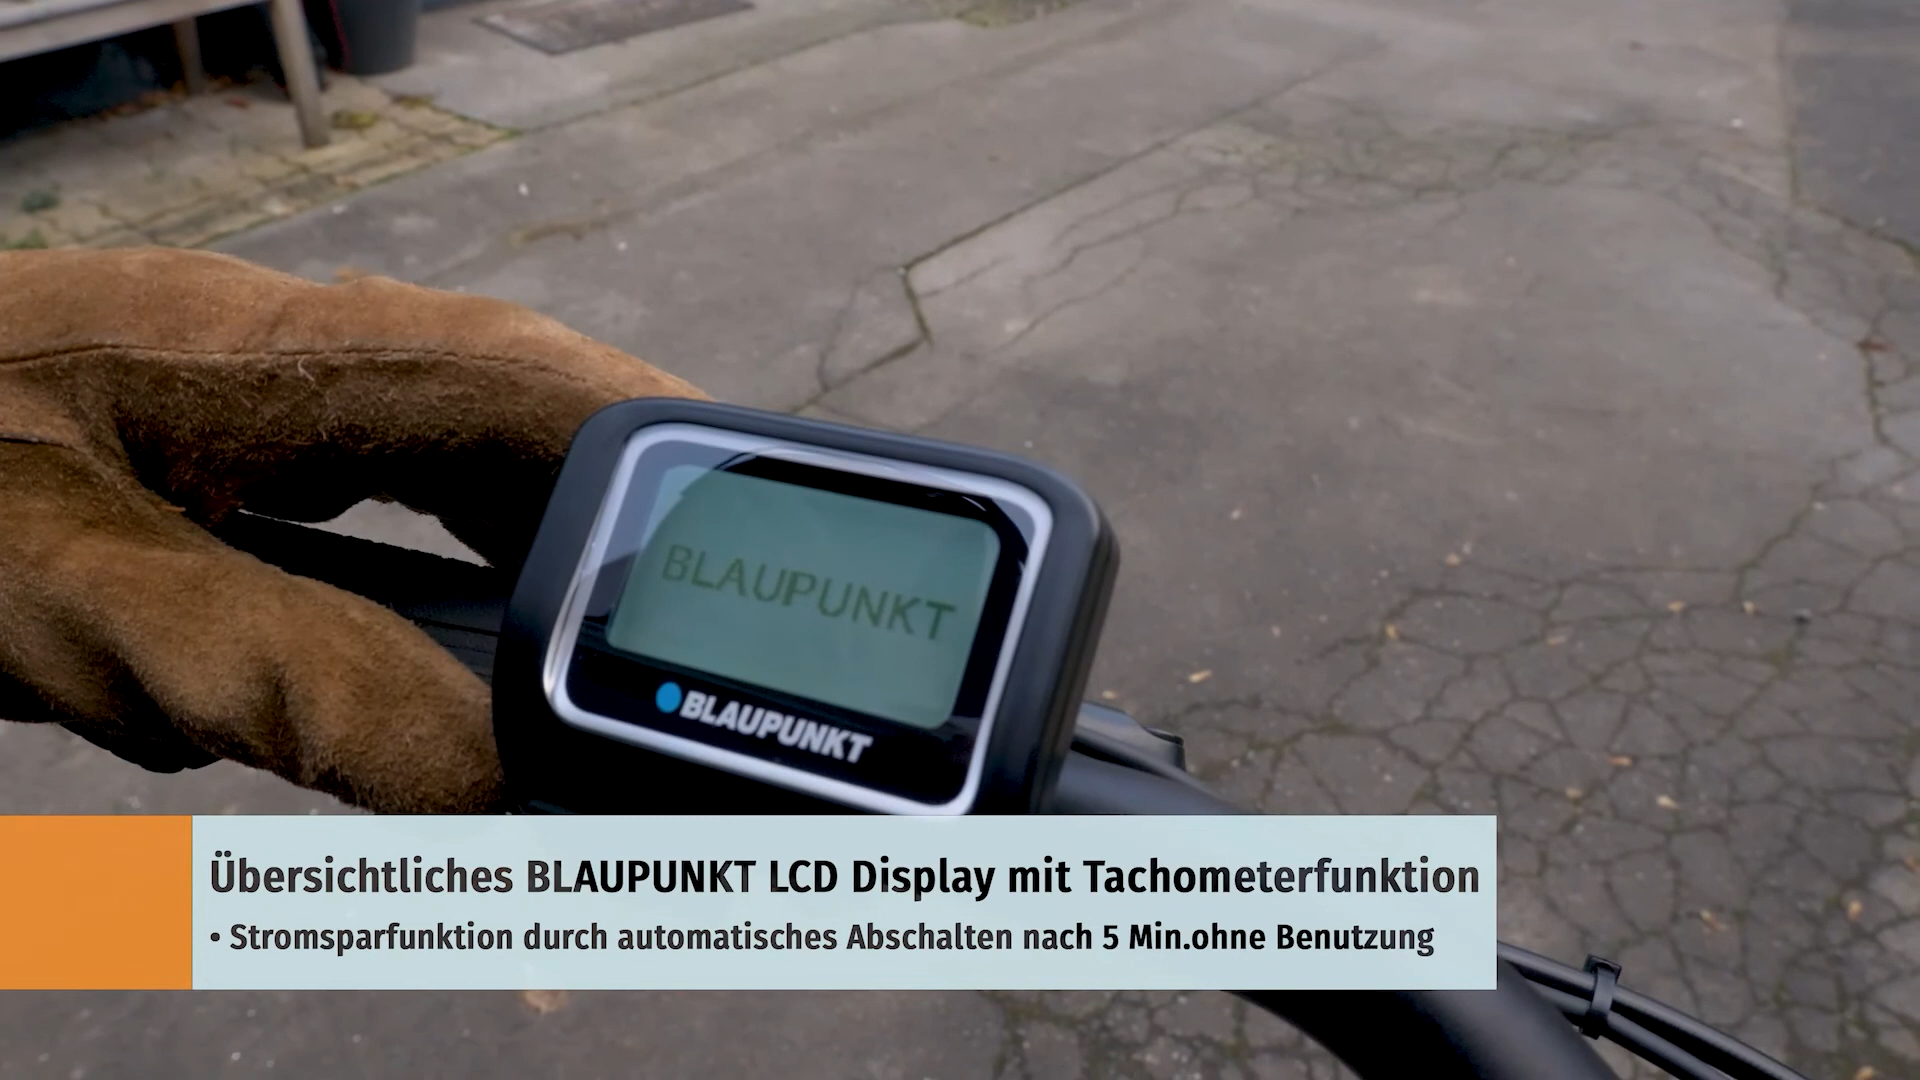 BLAUPUNKT
BLAUPUNKT
Übersichtliches BLAUPUNKT LCD Display mit Tachometerfunktion
• Stromsparfunktion durch automatisches Abschalten nach 5 Min.ohne Benutzung